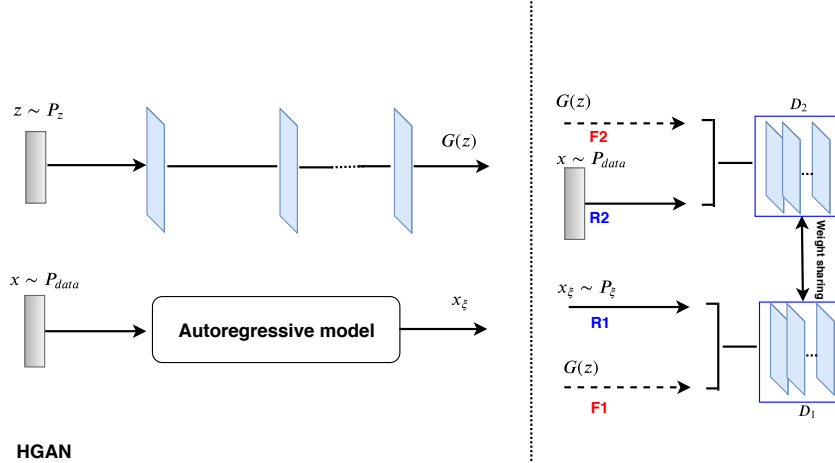 z ∼ P_z
G(z)
x ∼ P_data
Autoregressive model
x_ξ
HGAN
G(z)
F2
x ∼ P_data
R2
D_2
Weight sharing
x_ξ ∼ P_ξ
R1
G(z)
F1
D_1